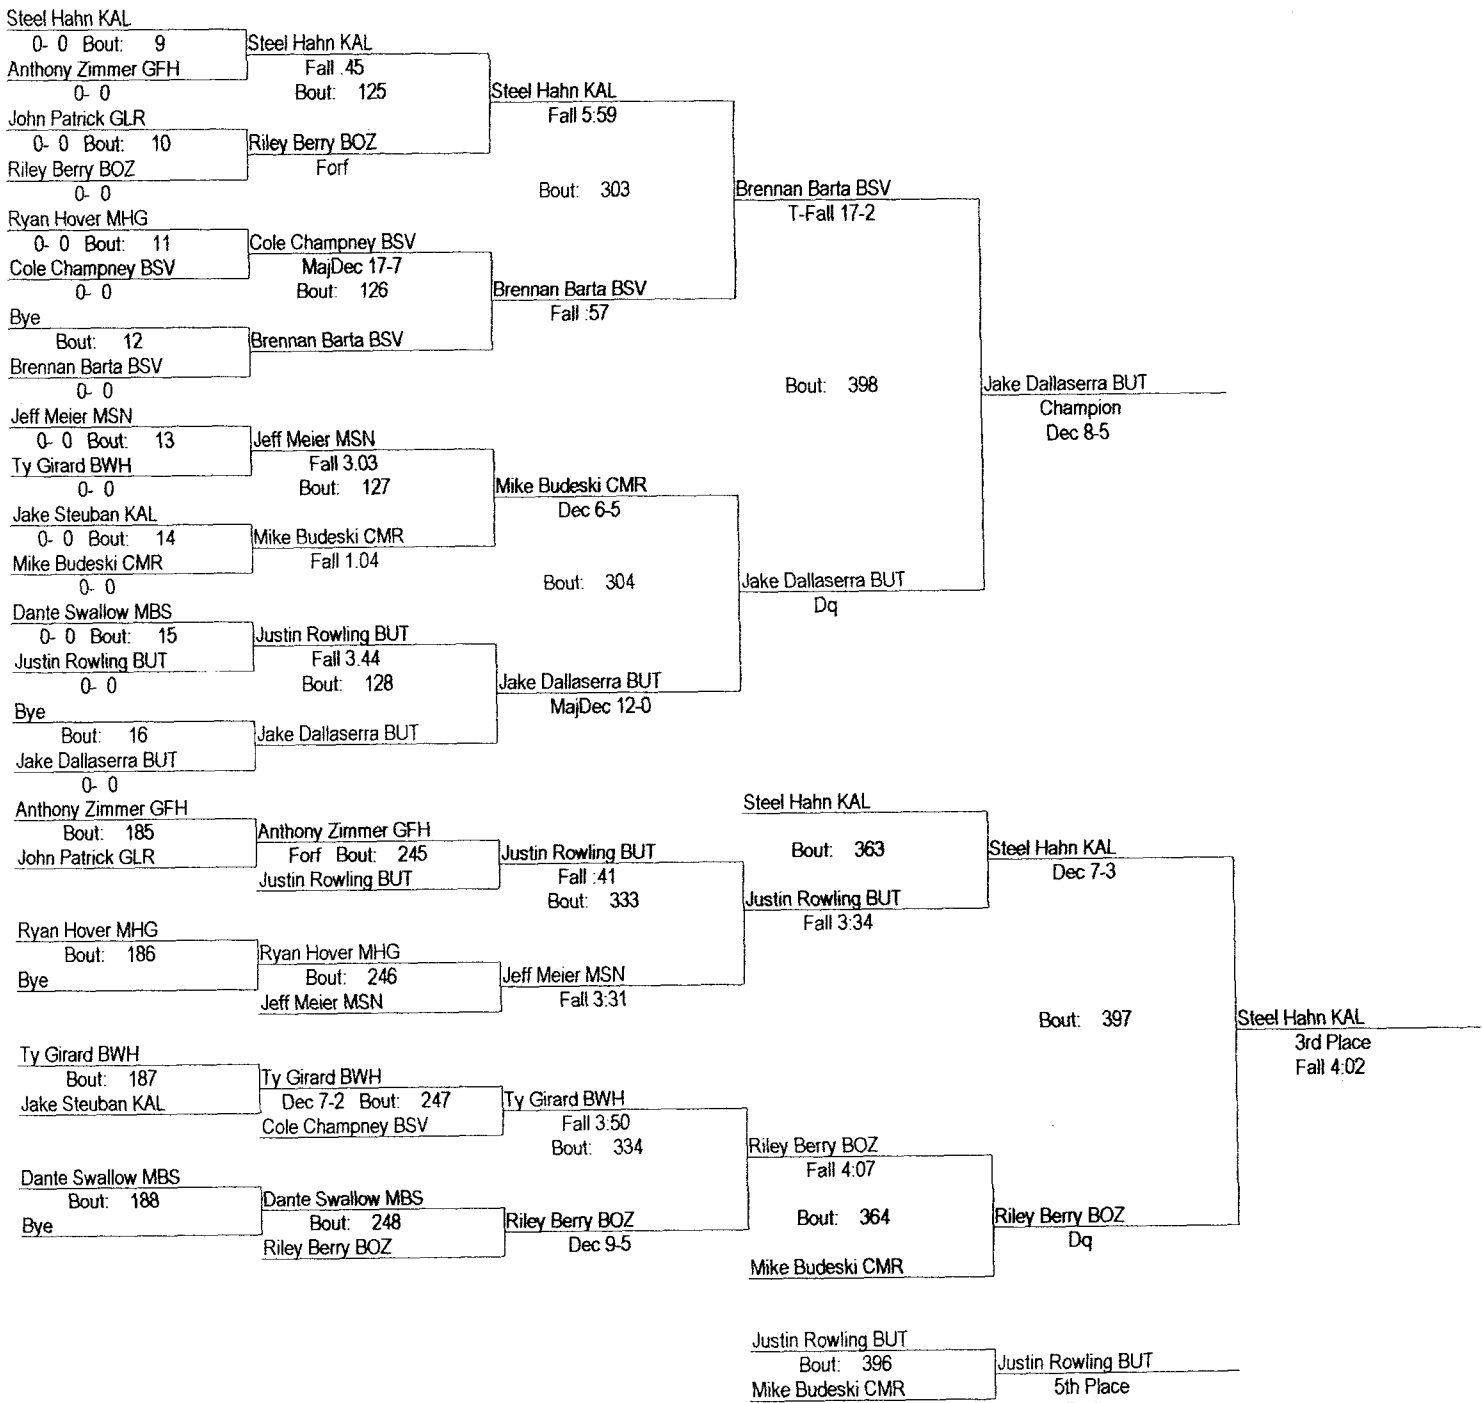 Steel Hahn KAL
0- 0 Bout: 9
Anthony Zimmer GFH
0- 0
John Patrick GLR
0- 0 Bout: 10
Riley Berry BOZ
0- 0
Ryan Hover MHG
0- 0 Bout: 11
Cole Champney BSV
0- 0
Bye
Bout: 12
Brennan Barta BSV
0- 0
Jeff Meier MSN
0- 0 Bout: 13
Ty Girard BWH
0- 0
Jake Steuban KAL
0- 0 Bout: 14
Mike Budeski CMR
0- 0
Dante Swallow MBS
0- 0 Bout: 15
Justin Rowling BUT
0- 0
Bye
Bout: 16
Jake Dallaserra BUT
0- 0
Steel Hahn KAL
Fall .45
Bout: 125
Riley Berry BOZ
Forf
Cole Champney BSV
MajDec 17-7
Bout: 126
Brennan Barta BSV
Jeff Meier MSN
Fall 3.03
Bout: 127
Mike Budeski CMR
Fall 1.04
Justin Rowling BUT
Fall 3.44
Bout: 128
Jake Dallaserra BUT
Steel Hahn KAL
Fall 5:59
Bout: 303
Brennan Barta BSV
Fall :57
Mike Budeski CMR
Dec 6-5
Bout: 304
Jake Dallaserra BUT
MajDec 12-0
Brennan Barta BSV
T-Fall 17-2
Bout: 398
Jake Dallaserra BUT
Dq
Jake Dallaserra BUT
Champion
Dec 8-5
Anthony Zimmer GFH
Bout: 185
John Patrick GLR
Ryan Hover MHG
Bout: 186
Bye
Ty Girard BWH
Bout: 187
Jake Steuban KAL
Dante Swallow MBS
Bout: 188
Bye
Anthony Zimmer GFH
Forf Bout: 245
Justin Rowling BUT
Ryan Hover MHG
Bout: 246
Jeff Meier MSN
Ty Girard BWH
Dec 7-2 Bout: 247
Cole Champney BSV
Dante Swallow MBS
Bout: 248
Riley Berry BOZ
Justin Rowling BUT
Fall :41
Bout: 333
Jeff Meier MSN
Fall 3:31
Ty Girard BWH
Fall 3:50
Bout: 334
Riley Berry BOZ
Dec 9-5
Steel Hahn KAL
Bout: 363
Justin Rowling BUT
Fall 3:34
Riley Berry BOZ
Fall 4:07
Bout: 364
Mike Budeski CMR
Steel Hahn KAL
Dec 7-3
Bout: 397
Riley Berry BOZ
Dq
Steel Hahn KAL
3rd Place
Fall 4:02
Justin Rowling BUT
Bout: 396
Mike Budeski CMR
Justin Rowling BUT
5th Place